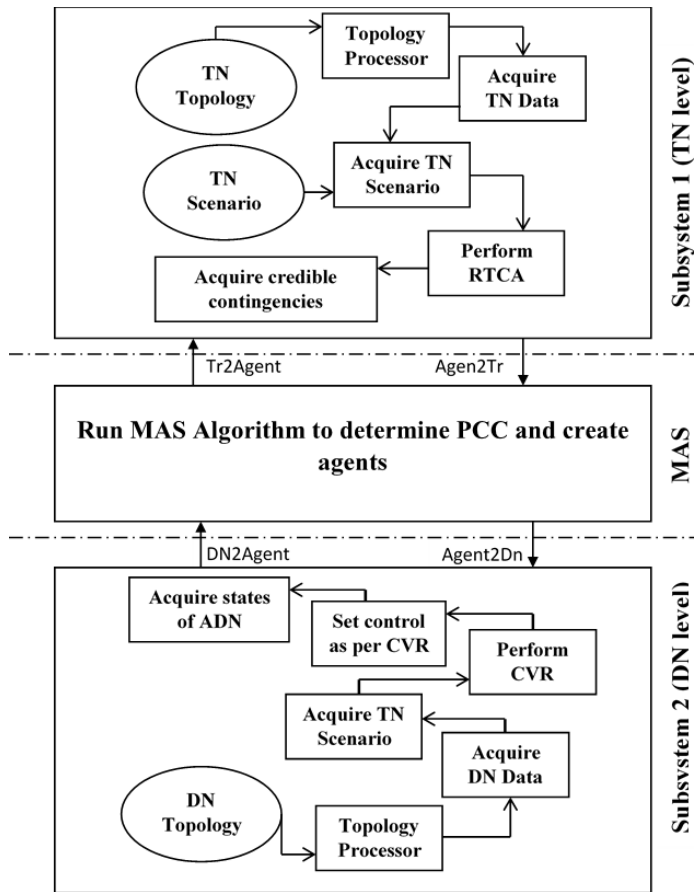 TN
Topology
Topology
Processor
Acquire
TN Data
TN
Scenario
Acquire TN
Scenario
Perform
RTCA
Acquire credible
contingencies
Subsystem 1 (TN level)
Tr2Agent
Agen2Tr
Run MAS Algorithm to determine PCC and create
agents
MAS
DN2Agent
Agent2Dn
Acquire states
of ADN
Set control
as per CVR
Perform
CVR
Acquire TN
Scenario
Acquire
DN Data
DN
Topology
Topology
Processor
Subsystem 2 (DN level)